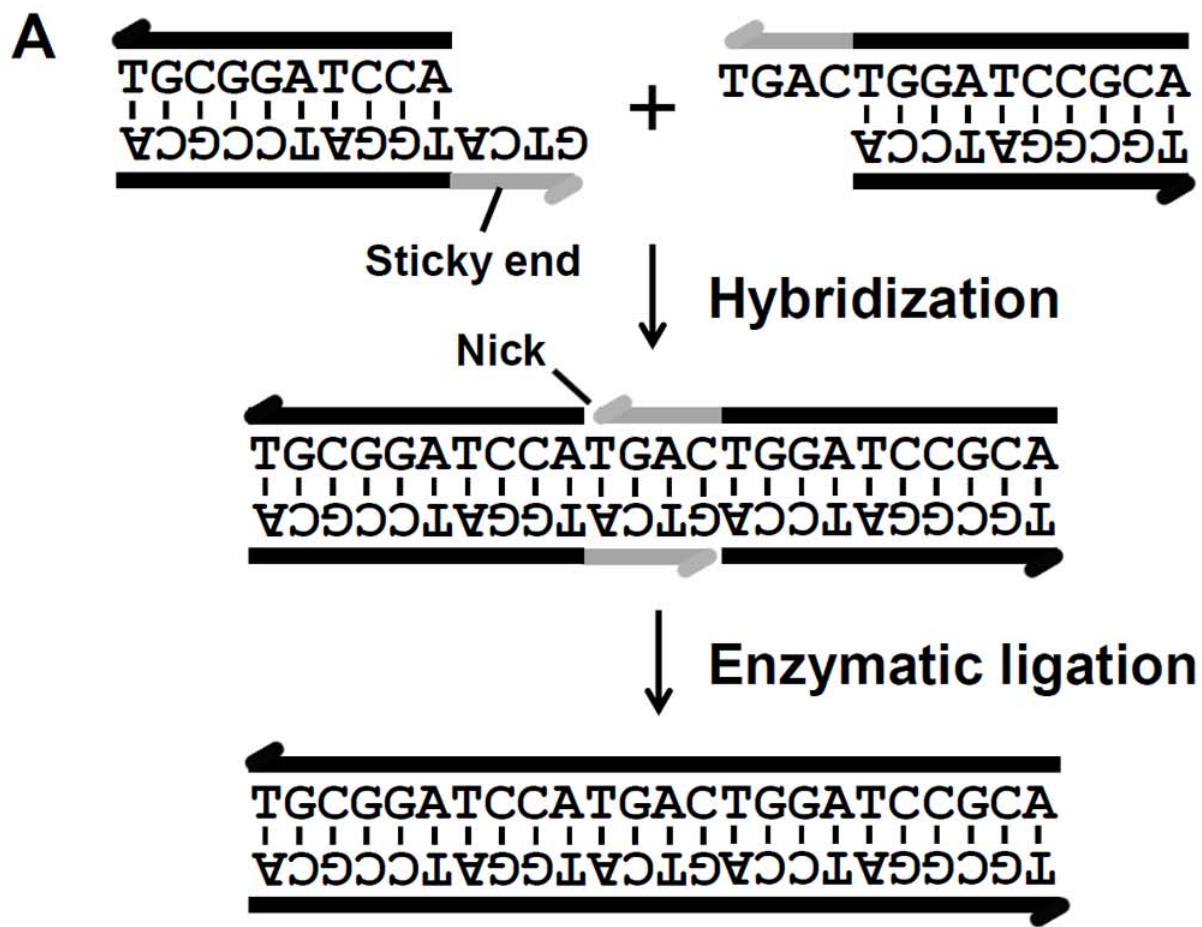 A
TGCGGATCCA
ACGCCTAGGTACTG
Sticky end
+
TGACTGGATCCGCA
ACCTAGGCGT
Hybridization
Nick
TGCGGATCCATGACTGGATCCGCA
ACGCCTAGGTACTGACCTAGGCGT
Enzymatic ligation
TGCGGATCCATGACTGGATCCGCA
ACGCCTAGGTACTGACCTAGGCGT